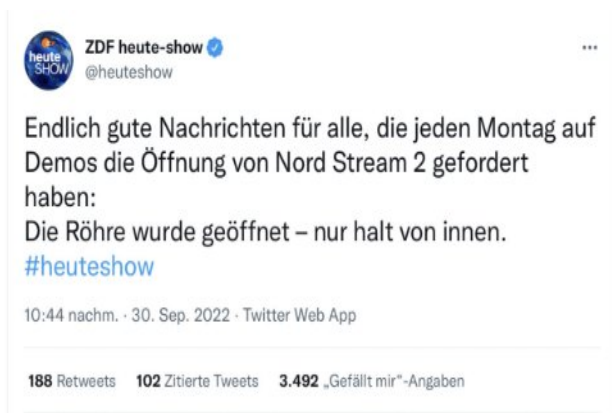 heute
SHOW
ZDF heute-show
@heuteshow
Endlich gute Nachrichten für alle, die jeden Montag auf
Demos die Öffnung von Nord Stream 2 gefordert
haben:
Die Röhre wurde geöffnet – nur halt von innen.
#heuteshow
10:44 nachm. · 30. Sep. 2022 · Twitter Web App
188 Retweets 102 Zitierte Tweets 3.492 „Gefällt mir“-Angaben